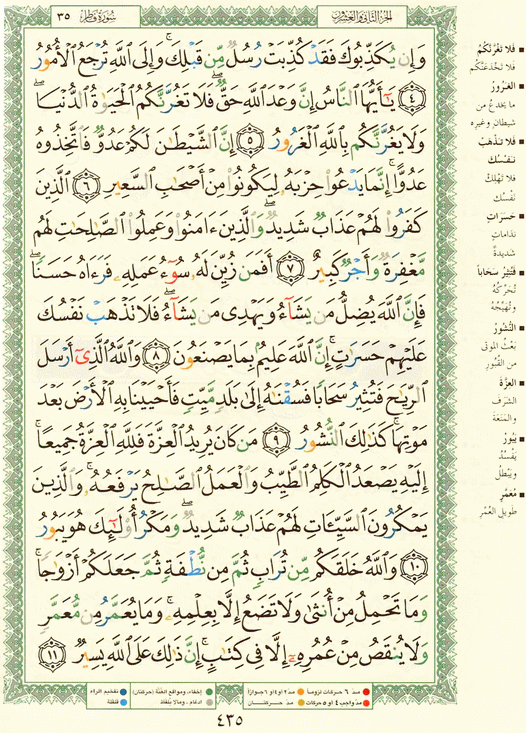 الجزء الثاني والعشرون
سُورَةُ فَاطِر ٣٥
وَإِن يُكَذِّبُوكَ فَقَدْ كُذِّبَتْ رُسُلٌ مِّن قَبْلِكَ ۚ وَإِلَى ٱللَّهِ تُرْجَعُ ٱلْأُمُورُ
﴿٤﴾ يَـٰٓأَيُّهَا ٱلنَّاسُ إِنَّ وَعْدَ ٱللَّهِ حَقٌّ ۖ فَلَا تَغُرَّنَّكُمُ ٱلْحَيَوٰةُ ٱلدُّنْيَا ۖ
وَلَا يَغُرَّنَّكُم بِٱللَّهِ ٱلْغَرُورُ ﴿٥﴾ إِنَّ ٱلشَّيْطَـٰنَ لَكُمْ عَدُوٌّ فَٱتَّخِذُوهُ
عَدُوًّا ۚ إِنَّمَا يَدْعُوا۟ حِزْبَهُۥ لِيَكُونُوا۟ مِنْ أَصْحَـٰبِ ٱلسَّعِيرِ ﴿٦﴾ ٱلَّذِينَ
كَفَرُوا۟ لَهُمْ عَذَابٌ شَدِيدٌ ۖ وَٱلَّذِينَ ءَامَنُوا۟ وَعَمِلُوا۟ ٱلصَّـٰلِحَـٰتِ لَهُم
مَّغْفِرَةٌ وَأَجْرٌ كَبِيرٌ ﴿٧﴾ أَفَمَن زُيِّنَ لَهُۥ سُوٓءُ عَمَلِهِۦ فَرَءَاهُ حَسَنًا ۖ
فَإِنَّ ٱللَّهَ يُضِلُّ مَن يَشَآءُ وَيَهْدِى مَن يَشَآءُ ۖ فَلَا تَذْهَبْ نَفْسُكَ
عَلَيْهِمْ حَسَرَٰتٍ ۚ إِنَّ ٱللَّهَ عَلِيمٌۢ بِمَا يَصْنَعُونَ ﴿٨﴾ وَٱللَّهُ ٱلَّذِىٓ أَرْسَلَ
ٱلرِّيَـٰحَ فَتُثِيرُ سَحَابًا فَسُقْنَـٰهُ إِلَىٰ بَلَدٍ مَّيِّتٍ فَأَحْيَيْنَا بِهِ ٱلْأَرْضَ بَعْدَ
مَوْتِهَا ۚ كَذَٰلِكَ ٱلنُّشُورُ ﴿٩﴾ مَن كَانَ يُرِيدُ ٱلْعِزَّةَ فَلِلَّهِ ٱلْعِزَّةُ جَمِيعًا ۚ
إِلَيْهِ يَصْعَدُ ٱلْكَلِمُ ٱلطَّيِّبُ وَٱلْعَمَلُ ٱلصَّـٰلِحُ يَرْفَعُهُۥ ۚ وَٱلَّذِينَ
يَمْكُرُونَ ٱلسَّيِّـَٔاتِ لَهُمْ عَذَابٌ شَدِيدٌ ۖ وَمَكْرُ أُو۟لَـٰٓئِكَ هُوَ يَبُورُ
﴿١٠﴾ وَٱللَّهُ خَلَقَكُم مِّن تُرَابٍ ثُمَّ مِن نُّطْفَةٍ ثُمَّ جَعَلَكُمْ أَزْوَٰجًا ۚ
وَمَا تَحْمِلُ مِنْ أُنثَىٰ وَلَا تَضَعُ إِلَّا بِعِلْمِهِۦ ۚ وَمَا يُعَمَّرُ مِن مُّعَمَّرٍ
وَلَا يُنقَصُ مِنْ عُمُرِهِۦٓ إِلَّا فِى كِتَـٰبٍ ۚ إِنَّ ذَٰلِكَ عَلَى ٱللَّهِ يَسِيرٌ ﴿١١﴾
فلا تغرّنّكم
فلا تخدعنّكم
الغرور
ما يخدع من
شيطان وغيره
فلا تذهب
نفسك
فلا تهلك
نفسك
حسرات
ندامات
شديدة
فتثير سحاباً
تحرّكه
وتهيّجه
النّشور
بعث الموتى
من القبور
العزّة
الشّرف
والمنعة
يبور
يفسد
ويبطل
معمّر
طويل العُمُر
مدّ ٦ حركات لزوماً
مدّ ٢ أو ٤ أو ٦ جوازاً
إخفاء، ومواقع الغُنّة (حركتان)
تفخيم الراء
مدّ واجب ٤ أو ٥ حركات
مدّ حركتان
ادغام، وما لا يُلفظ
قلقلة
٤٣٥